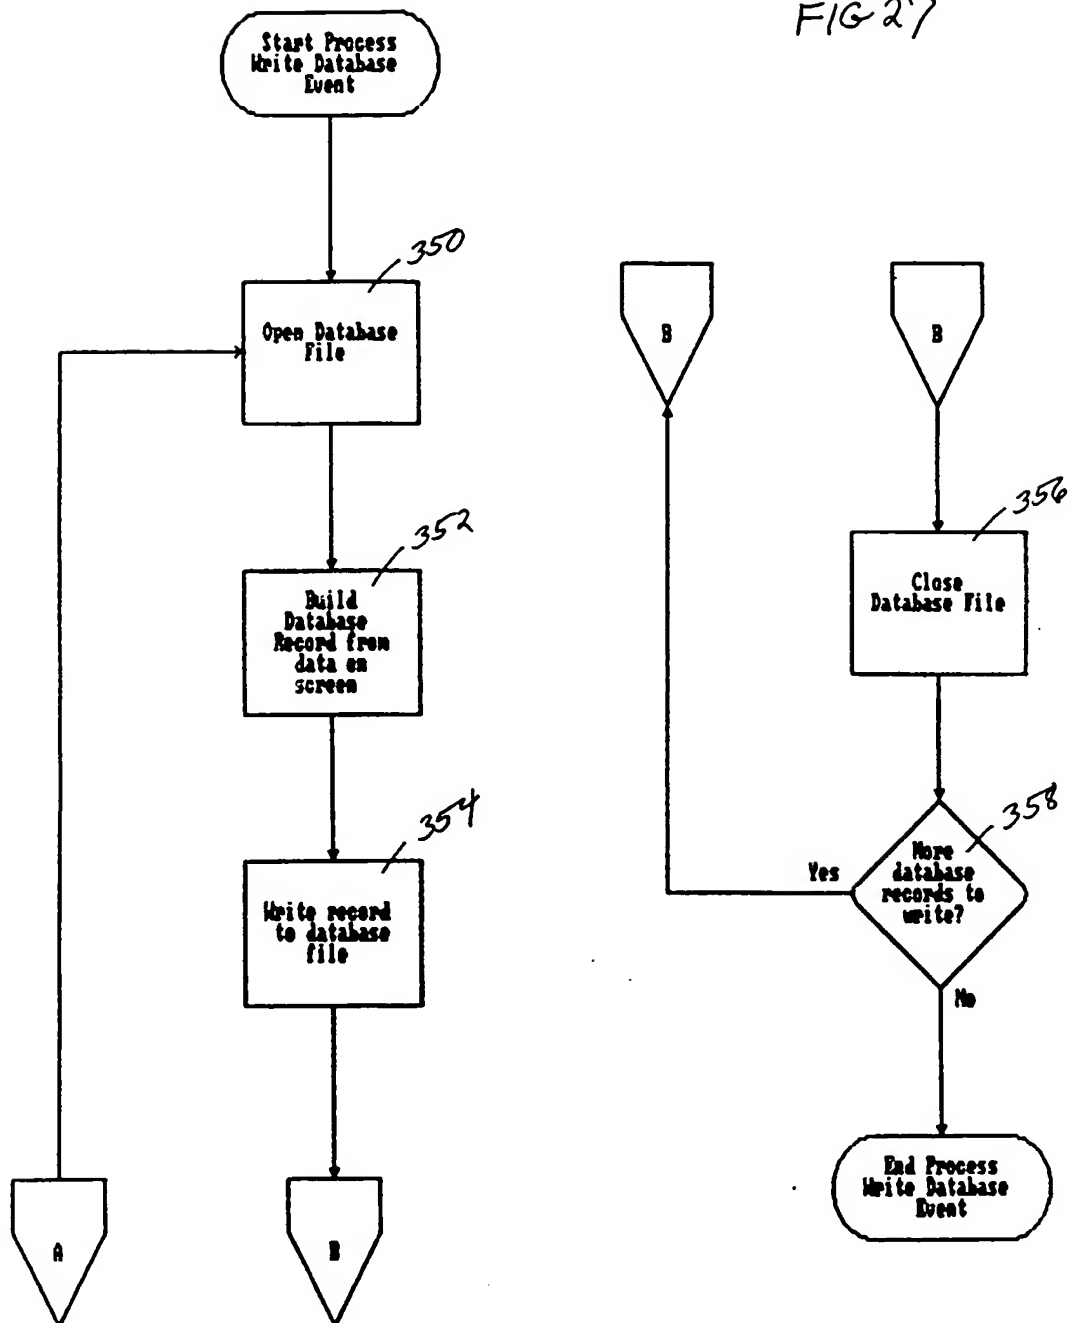 FIG 27
Start Process
Write Database
Event
350
Open Database
File
352
Build
Database
Record from
data on
screen
354
Write record
to database
file
A
B
B
B
356
Close
Database File
358
More
database
records to
write?
Yes
No
End Process
Write Database
Event